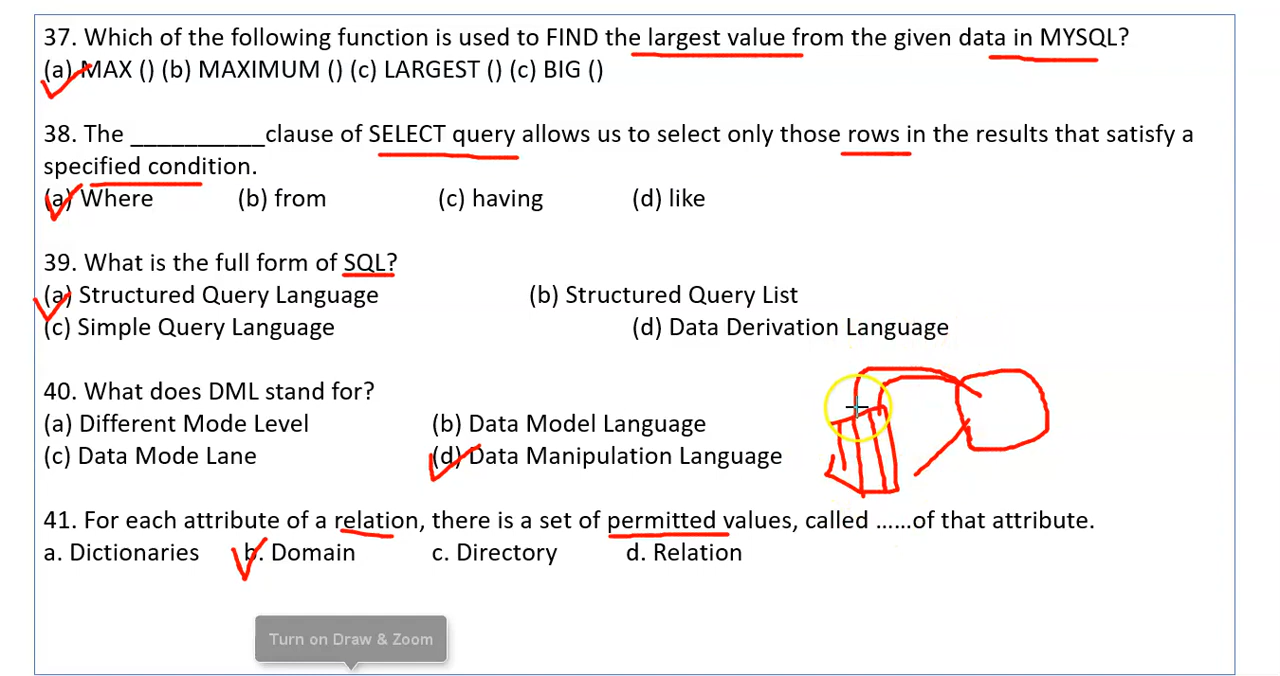 37. Which of the following function is used to FIND the largest value from the given data in MYSQL?
(a) MAX () (b) MAXIMUM () (c) LARGEST () (c) BIG ()
38. The __________clause of SELECT query allows us to select only those rows in the results that satisfy a
specified condition.
(a) Where (b) from (c) having (d) like
39. What is the full form of SQL?
(a) Structured Query Language (b) Structured Query List
(c) Simple Query Language (d) Data Derivation Language
40. What does DML stand for?
(a) Different Mode Level (b) Data Model Language
(c) Data Mode Lane (d) Data Manipulation Language
41. For each attribute of a relation, there is a set of permitted values, called ......of that attribute.
a. Dictionaries b. Domain c. Directory d. Relation
Turn on Draw & Zoom